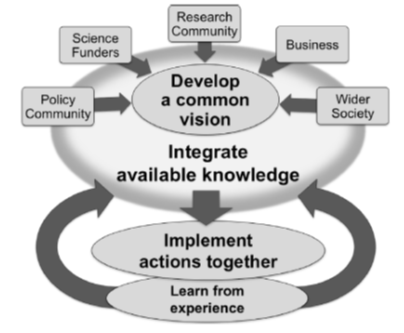 Research
Community
Science
Funders
Business
Policy
Community
Wider
Society
Develop
a common
vision
Integrate
available knowledge
Implement
actions together
Learn from
experience